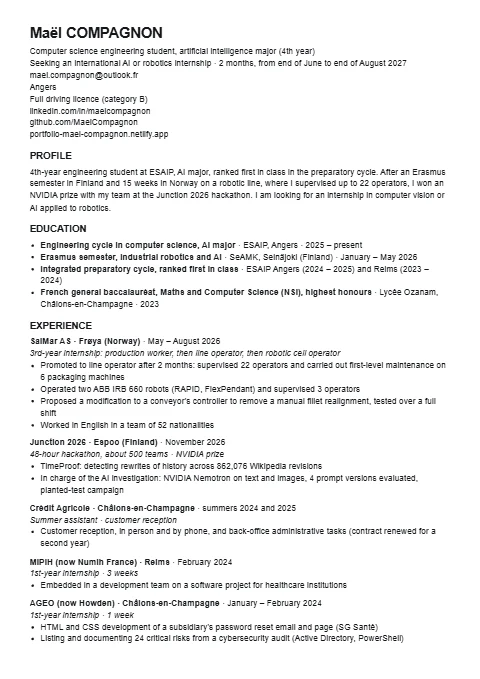 Maël COMPAGNON
Computer science engineering student, artificial intelligence major (4th year)
Seeking an international AI or robotics internship · 2 months, from end of June to end of August 2027
mael.compagnon@outlook.fr
Angers
Full driving licence (category B)
linkedin.com/in/maelcompagnon
github.com/MaelCompagnon
portfolio-mael-compagnon.netlify.app
PROFILE
4th-year engineering student at ESAIP, AI major, ranked first in class in the preparatory cycle. After an Erasmus
semester in Finland and 15 weeks in Norway on a robotic line, where I supervised up to 22 operators, I won an
NVIDIA prize with my team at the Junction 2026 hackathon. I am looking for an internship in computer vision or
AI applied to robotics.
EDUCATION
• Engineering cycle in computer science, AI major · ESAIP, Angers · 2025 – present
• Erasmus semester, industrial robotics and AI · SeAMK, Seinäjoki (Finland) · January – May 2026
• Integrated preparatory cycle, ranked first in class · ESAIP Angers (2024 – 2025) and Reims (2023 –
2024)
• French general baccalauréat, Maths and Computer Science (NSI), highest honours · Lycée Ozanam,
Châlons-en-Champagne · 2023
EXPERIENCE
SalMar AS · Frøya (Norway) · May – August 2026
3rd-year internship: production worker, then line operator, then robotic cell operator
• Promoted to line operator after 2 months: supervised 22 operators and carried out first-level maintenance on
6 packaging machines
• Operated two ABB IRB 660 robots (RAPID, FlexPendant) and supervised 3 operators
• Proposed a modification to a conveyor's controller to remove a manual fillet realignment, tested over a full
shift
• Worked in English in a team of 52 nationalities
Junction 2026 · Espoo (Finland) · November 2026
48-hour hackathon, about 500 teams · NVIDIA prize
• TimeProof: detecting rewrites of history across 862,076 Wikipedia revisions
• In charge of the AI investigation: NVIDIA Nemotron on text and images, 4 prompt versions evaluated,
planted-test campaign
Crédit Agricole · Châlons-en-Champagne · summers 2024 and 2025
Summer assistant · customer reception
• Customer reception, in person and by phone, and back-office administrative tasks (contract renewed for a
second year)
MiPiH (now Numih France) · Reims · February 2024
1st-year internship · 3 weeks
• Embedded in a development team on a software project for healthcare institutions
AGEO (now Howden) · Châlons-en-Champagne · January – February 2024
1st-year internship · 1 week
• HTML and CSS development of a subsidiary's password reset email and page (SG Santé)
• Listing and documenting 24 critical risks from a cybersecurity audit (Active Directory, PowerShell)